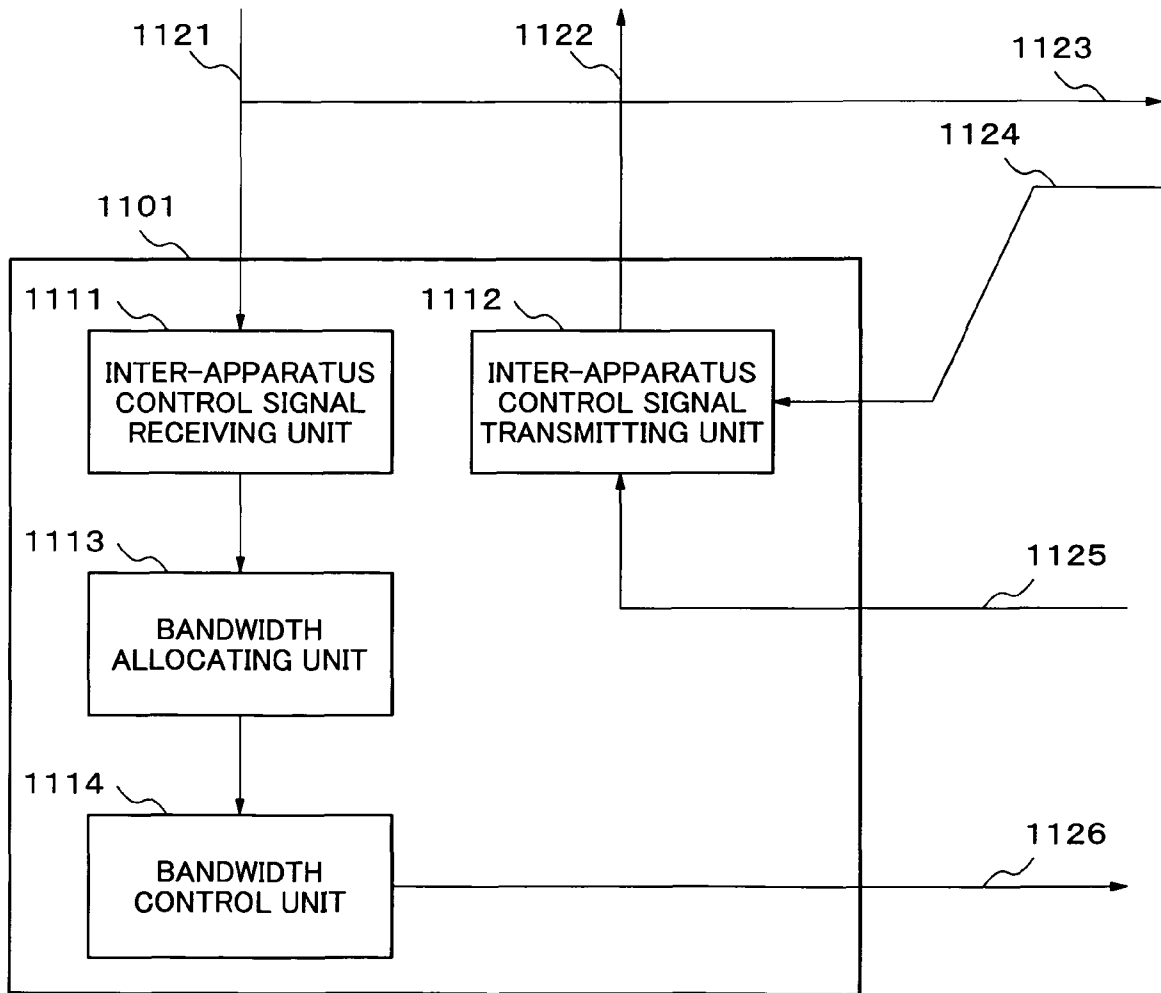 1121
1122
1123
1124
1101
1111
1112
INTER-APPARATUS
CONTROL SIGNAL
RECEIVING UNIT
INTER-APPARATUS
CONTROL SIGNAL
TRANSMITTING UNIT
1113
1125
BANDWIDTH
ALLOCATING UNIT
1114
1126
BANDWIDTH
CONTROL UNIT